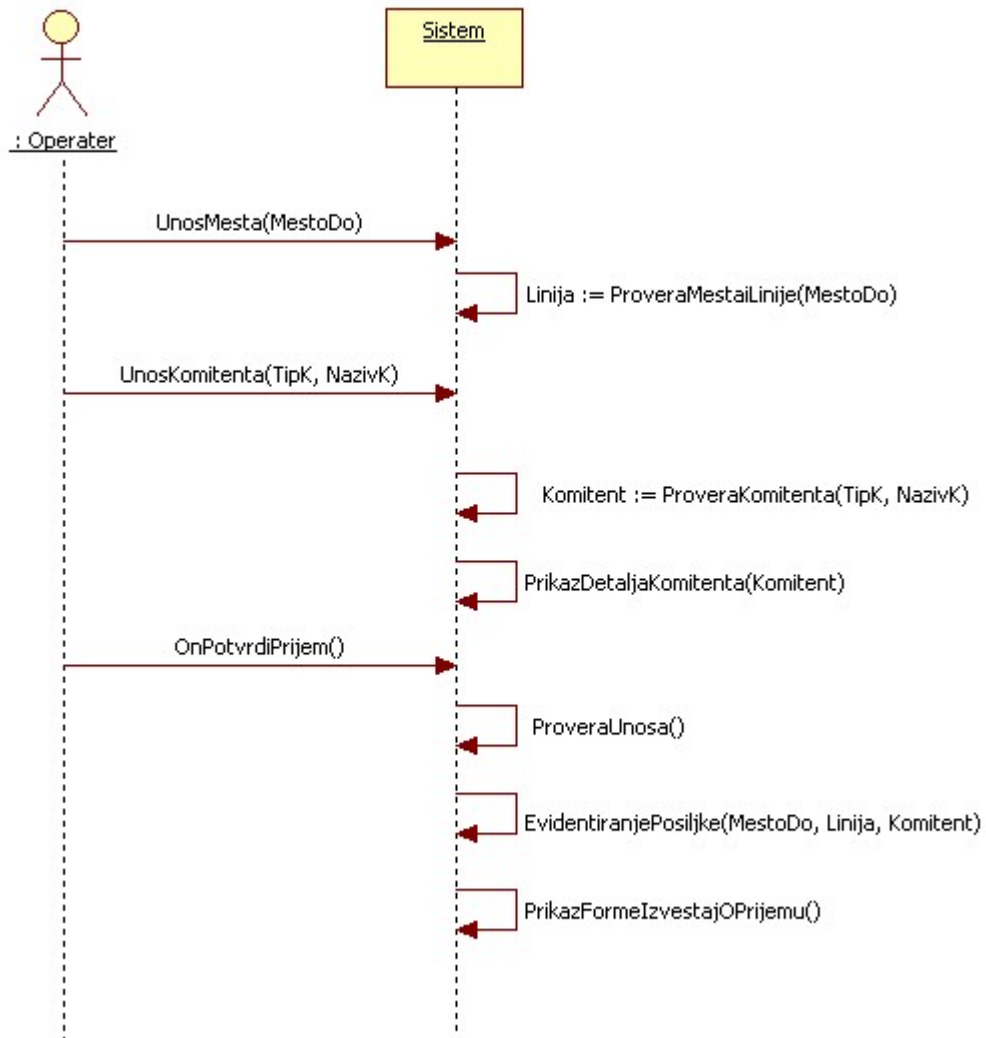 Sistem
: Operater
UnosMesta(MestoDo)
Linija := ProveraMestaiLinije(MestoDo)
UnosKomitenta(TipK, NazivK)
Komitent := ProveraKomitenta(TipK, NazivK)
PrikazDetaljaKomitenta(Komitent)
OnPotvrdiPrijem()
ProveraUnosa()
EvidentiranjePosiljke(MestoDo, Linija, Komitent)
PrikazFormeIzvestajOPrijemu()